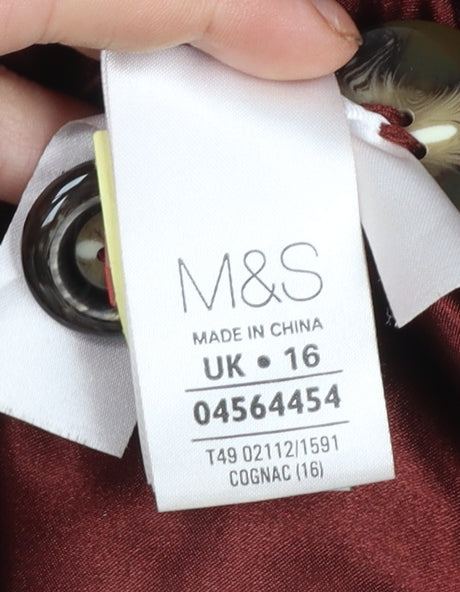 M&S
MADE IN CHINA
UK • 16
04564454
T49 02112/1591
COGNAC (16)